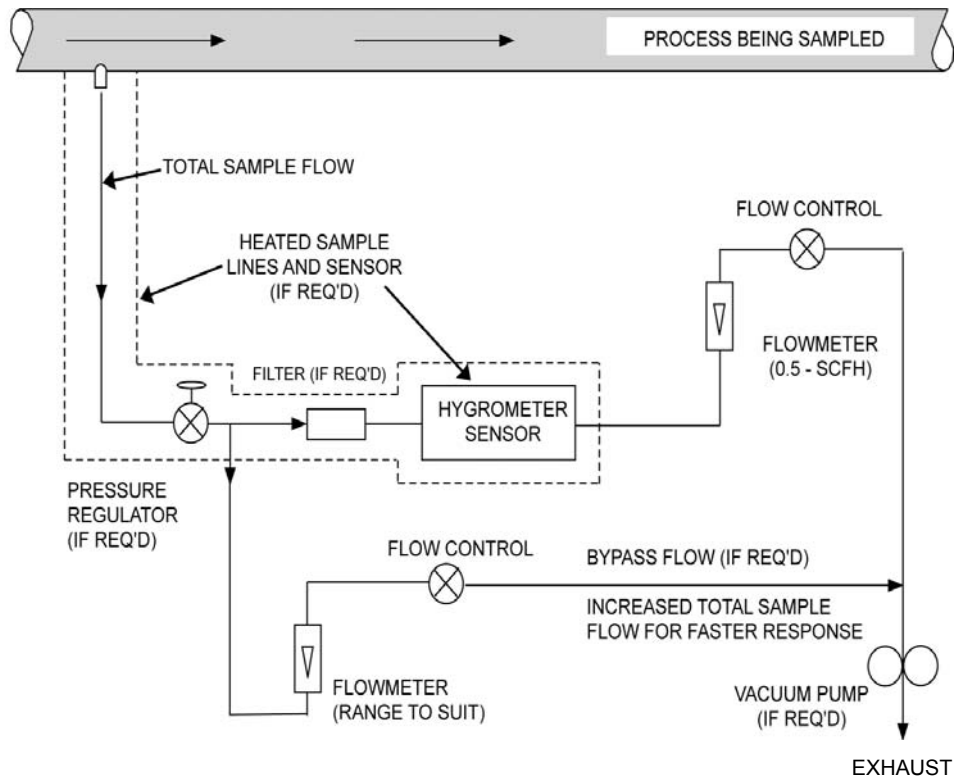 PROCESS BEING SAMPLED
TOTAL SAMPLE FLOW
FLOW CONTROL
HEATED SAMPLE
LINES AND SENSOR
(IF REQ'D)
FLOWMETER
(0.5 - SCFH)
FILTER (IF REQ'D)
HYGROMETER
SENSOR
PRESSURE
REGULATOR
(IF REQ'D)
FLOW CONTROL
BYPASS FLOW (IF REQ'D)
INCREASED TOTAL SAMPLE
FLOW FOR FASTER RESPONSE
FLOWMETER
(RANGE TO SUIT)
VACUUM PUMP
(IF REQ'D)
EXHAUST